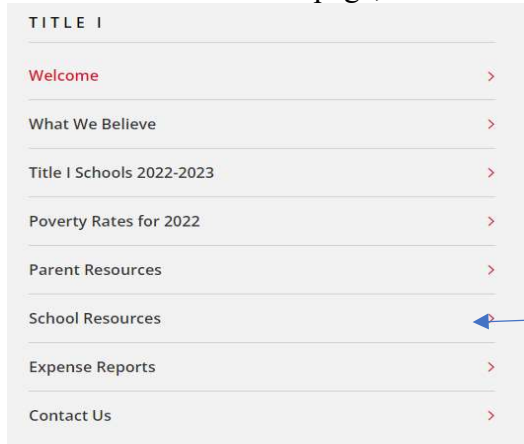 TITLE I
Welcome
What We Believe
Title I Schools 2022-2023
Poverty Rates for 2022
Parent Resources
School Resources
Expense Reports
Contact Us